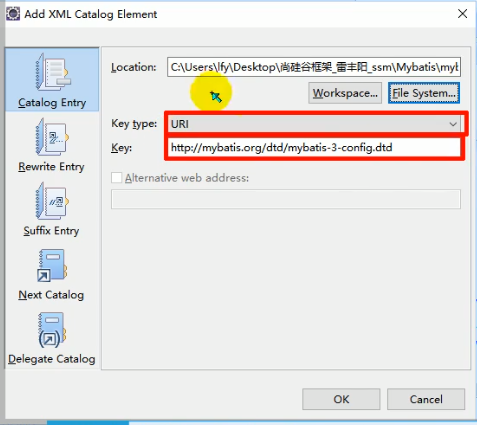 Add XML Catalog Element
Catalog Entry
Rewrite Entry
Suffix Entry
Next Catalog
Delegate Catalog
Location:
C:\Users\lfy\Desktop\尚硅谷框架_雷丰阳_ssm\Mybatis\myb
Workspace...
File System...
Key type:
URI
Key:
http://mybatis.org/dtd/mybatis-3-config.dtd
Alternative web address:
OK
Cancel